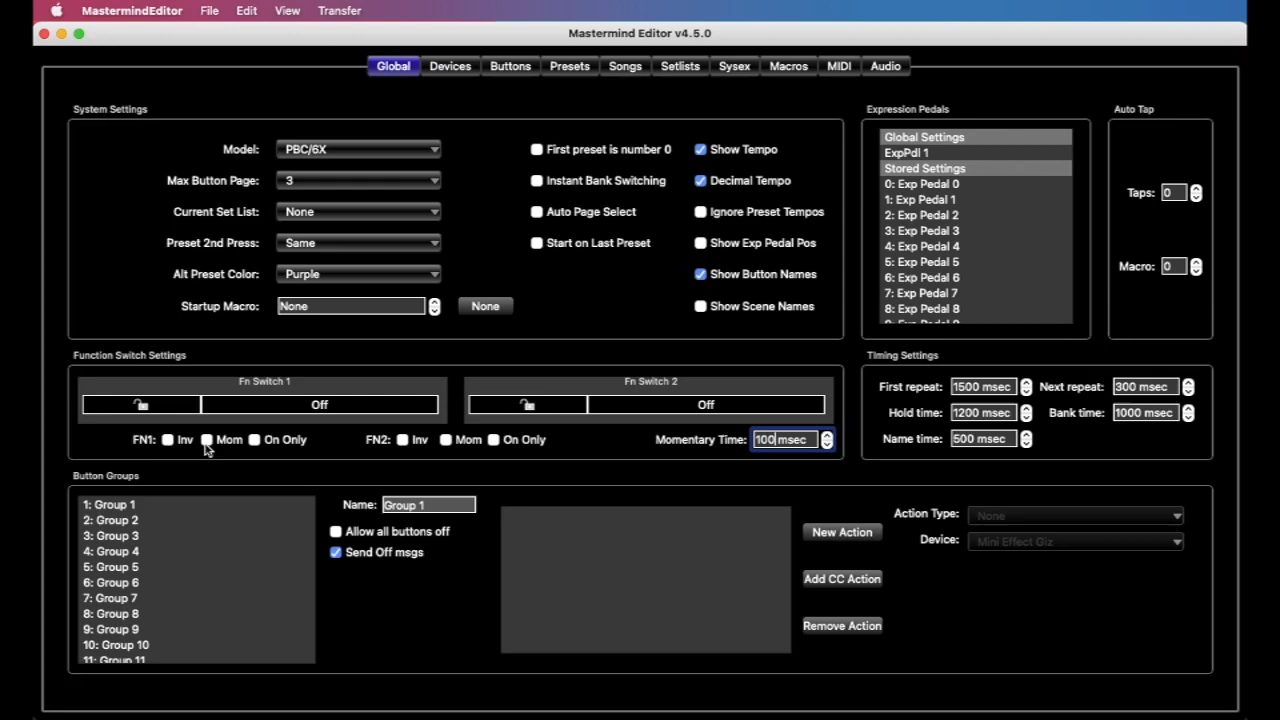 MastermindEditor File Edit View Transfer
Mastermind Editor v4.5.0
Global Devices Buttons Presets Songs Setlists Sysex Macros MIDI Audio
System Settings
Model: PBC/6X
Max Button Page: 3
Current Set List: None
Preset 2nd Press: Same
Alt Preset Color: Purple
Startup Macro: None None
First preset is number 0
Instant Bank Switching
Auto Page Select
Start on Last Preset
Show Tempo
Decimal Tempo
Ignore Preset Tempos
Show Exp Pedal Pos
Show Button Names
Show Scene Names
Expression Pedals
Global Settings
ExpPdl 1
Stored Settings
0: Exp Pedal 0
1: Exp Pedal 1
2: Exp Pedal 2
3: Exp Pedal 3
4: Exp Pedal 4
5: Exp Pedal 5
6: Exp Pedal 6
7: Exp Pedal 7
8: Exp Pedal 8
Auto Tap
Taps: 0
Macro: 0
Function Switch Settings
Fn Switch 1
Off
Fn Switch 2
Off
FN1: Inv Mom On Only FN2: Inv Mom On Only Momentary Time: 100 msec
Timing Settings
First repeat: 1500 msec Next repeat: 300 msec
Hold time: 1200 msec Bank time: 1000 msec
Name time: 500 msec
Button Groups
1: Group 1
2: Group 2
3: Group 3
4: Group 4
5: Group 5
6: Group 6
7: Group 7
8: Group 8
9: Group 9
10: Group 10
11: Group 11
Name: Group 1
Allow all buttons off
Send Off msgs
New Action
Add CC Action
Remove Action
Action Type: None
Device: Mini Effect Giz